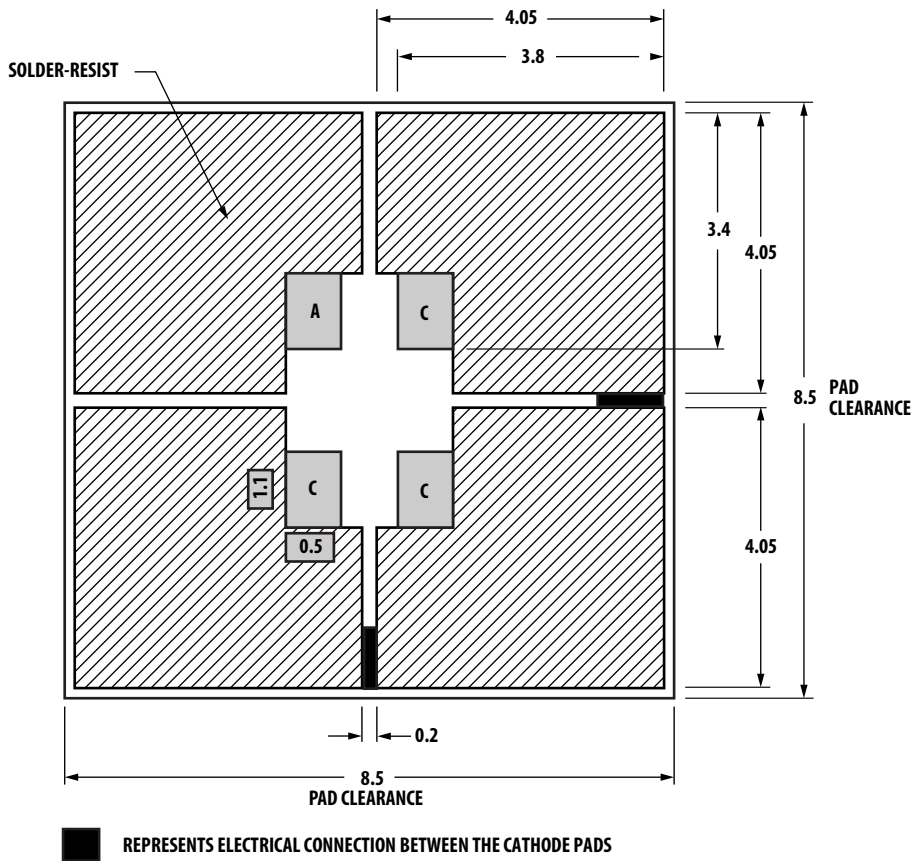 4.05
3.8
SOLDER-RESIST
3.4
4.05
A
C
8.5 PAD
CLEARANCE
1.1
C
C
0.5
4.05
0.2
8.5
PAD CLEARANCE
REPRESENTS ELECTRICAL CONNECTION BETWEEN THE CATHODE PADS